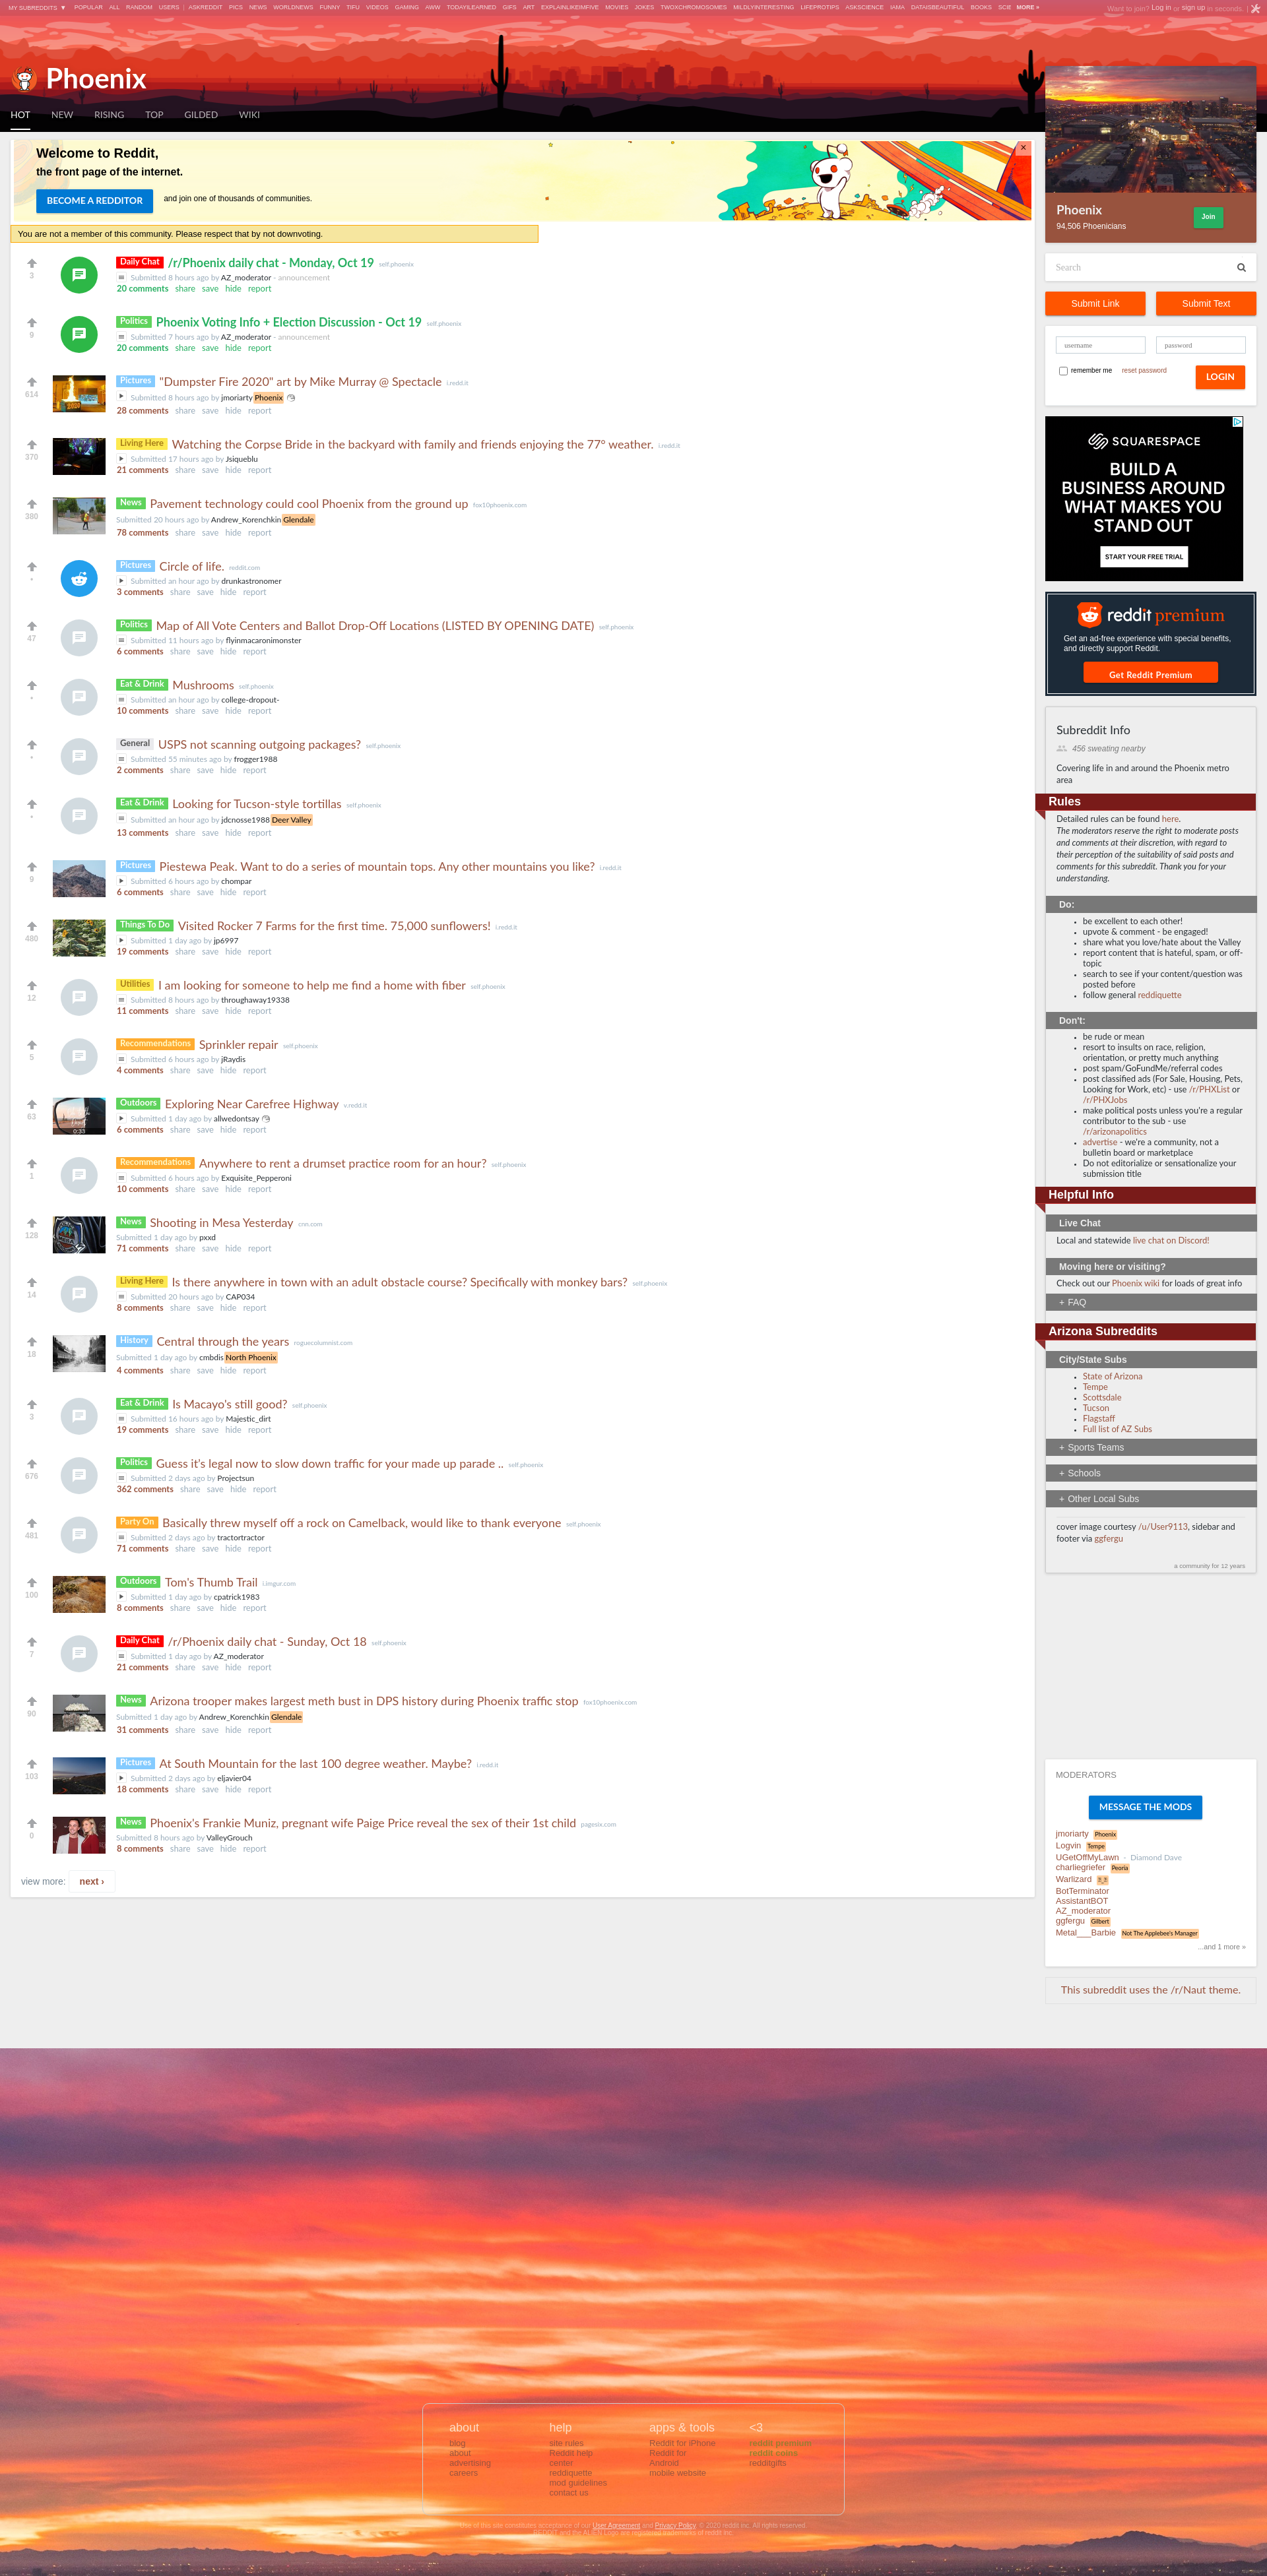 MY SUBREDDITS ▼ POPULAR ALL RANDOM USERS | ASKREDDIT PICS NEWS WORLDNEWS FUNNY TIFU VIDEOS GAMING AWW TODAYILEARNED GIFS ART EXPLAINLIKEIMFIVE MOVIES JOKES TWOXCHROMOSOMES MILDLYINTERESTING LIFEPROTIPS ASKSCIENCE IAMA DATAISBEAUTIFUL BOOKS SCIE MORE »
Want to join? Log in or sign up in seconds. |
Phoenix
HOT NEW RISING TOP GILDED WIKI
Welcome to Reddit,
the front page of the internet.
BECOME A REDDITOR and join one of thousands of communities.
×
You are not a member of this community. Please respect that by not downvoting.
3
Daily Chat /r/Phoenix daily chat - Monday, Oct 19 self.phoenix
Submitted 8 hours ago by AZ_moderator - announcement
20 comments share save hide report
9
Politics Phoenix Voting Info + Election Discussion - Oct 19 self.phoenix
Submitted 7 hours ago by AZ_moderator - announcement
20 comments share save hide report
614
Pictures "Dumpster Fire 2020" art by Mike Murray @ Spectacle i.redd.it
Submitted 8 hours ago by jmoriarty Phoenix
28 comments share save hide report
370
Living Here Watching the Corpse Bride in the backyard with family and friends enjoying the 77° weather. i.redd.it
Submitted 17 hours ago by Jsiqueblu
21 comments share save hide report
380
News Pavement technology could cool Phoenix from the ground up fox10phoenix.com
Submitted 20 hours ago by Andrew_Korenchkin Glendale
78 comments share save hide report
•
Pictures Circle of life. reddit.com
Submitted an hour ago by drunkastronomer
3 comments share save hide report
47
Politics Map of All Vote Centers and Ballot Drop-Off Locations (LISTED BY OPENING DATE) self.phoenix
Submitted 11 hours ago by flyinmacaronimonster
6 comments share save hide report
•
Eat & Drink Mushrooms self.phoenix
Submitted an hour ago by college-dropout-
10 comments share save hide report
•
General USPS not scanning outgoing packages? self.phoenix
Submitted 55 minutes ago by frogger1988
2 comments share save hide report
•
Eat & Drink Looking for Tucson-style tortillas self.phoenix
Submitted an hour ago by jdcnosse1988 Deer Valley
13 comments share save hide report
9
Pictures Piestewa Peak. Want to do a series of mountain tops. Any other mountains you like? i.redd.it
Submitted 6 hours ago by chompar
6 comments share save hide report
480
Things To Do Visited Rocker 7 Farms for the first time. 75,000 sunflowers! i.redd.it
Submitted 1 day ago by jp6997
19 comments share save hide report
12
Utilities I am looking for someone to help me find a home with fiber self.phoenix
Submitted 8 hours ago by throughaway19338
11 comments share save hide report
5
Recommendations Sprinkler repair self.phoenix
Submitted 6 hours ago by jRaydis
4 comments share save hide report
63
0:33
Outdoors Exploring Near Carefree Highway v.redd.it
Submitted 1 day ago by allwedontsay
6 comments share save hide report
1
Recommendations Anywhere to rent a drumset practice room for an hour? self.phoenix
Submitted 6 hours ago by Exquisite_Pepperoni
10 comments share save hide report
128
News Shooting in Mesa Yesterday cnn.com
Submitted 1 day ago by pxxd
71 comments share save hide report
14
Living Here Is there anywhere in town with an adult obstacle course? Specifically with monkey bars? self.phoenix
Submitted 20 hours ago by CAP034
8 comments share save hide report
18
History Central through the years roguecolumnist.com
Submitted 1 day ago by cmbdis North Phoenix
4 comments share save hide report
3
Eat & Drink Is Macayo's still good? self.phoenix
Submitted 16 hours ago by Majestic_dirt
19 comments share save hide report
676
Politics Guess it's legal now to slow down traffic for your made up parade .. self.phoenix
Submitted 2 days ago by Projectsun
362 comments share save hide report
481
Party On Basically threw myself off a rock on Camelback, would like to thank everyone self.phoenix
Submitted 2 days ago by tractortractor
71 comments share save hide report
100
Outdoors Tom's Thumb Trail i.imgur.com
Submitted 1 day ago by cpatrick1983
8 comments share save hide report
7
Daily Chat /r/Phoenix daily chat - Sunday, Oct 18 self.phoenix
Submitted 1 day ago by AZ_moderator
21 comments share save hide report
90
News Arizona trooper makes largest meth bust in DPS history during Phoenix traffic stop fox10phoenix.com
Submitted 1 day ago by Andrew_Korenchkin Glendale
31 comments share save hide report
103
Pictures At South Mountain for the last 100 degree weather. Maybe? i.redd.it
Submitted 2 days ago by eljavier04
18 comments share save hide report
0
News Phoenix's Frankie Muniz, pregnant wife Paige Price reveal the sex of their 1st child pagesix.com
Submitted 8 hours ago by ValleyGrouch
8 comments share save hide report
view more: next ›
Phoenix
94,506 Phoenicians
Join
Search
Submit Link Submit Text
username password
remember me reset password LOGIN
SQUARESPACE
BUILD A
BUSINESS AROUND
WHAT MAKES YOU
STAND OUT
START YOUR FREE TRIAL
reddit premium
Get an ad-free experience with special benefits,
and directly support Reddit.
Get Reddit Premium
Subreddit Info
456 sweating nearby
Covering life in and around the Phoenix metro
area
Rules
Detailed rules can be found here.
The moderators reserve the right to moderate posts
and comments at their discretion, with regard to
their perception of the suitability of said posts and
comments for this subreddit. Thank you for your
understanding.
Do:
• be excellent to each other!
• upvote & comment - be engaged!
• share what you love/hate about the Valley
• report content that is hateful, spam, or off-
topic
• search to see if your content/question was
posted before
• follow general reddiquette
Don't:
• be rude or mean
• resort to insults on race, religion,
orientation, or pretty much anything
• post spam/GoFundMe/referral codes
• post classified ads (For Sale, Housing, Pets,
Looking for Work, etc) - use /r/PHXList or
/r/PHXJobs
• make political posts unless you're a regular
contributor to the sub - use
/r/arizonapolitics
• advertise - we're a community, not a
bulletin board or marketplace
• Do not editorialize or sensationalize your
submission title
Helpful Info
Live Chat
Local and statewide live chat on Discord!
Moving here or visiting?
Check out our Phoenix wiki for loads of great info
+ FAQ
Arizona Subreddits
City/State Subs
• State of Arizona
• Tempe
• Scottsdale
• Tucson
• Flagstaff
• Full list of AZ Subs
+ Sports Teams
+ Schools
+ Other Local Subs
cover image courtesy /u/User9113, sidebar and
footer via ggfergu
a community for 12 years
MODERATORS
MESSAGE THE MODS
jmoriarty Phoenix
Logvin Tempe
UGetOffMyLawn - Diamond Dave
charliegriefer Peoria
Warlizard
BotTerminator
AssistantBOT
AZ_moderator
ggfergu Gilbert
Metal___Barbie Not The Applebee's Manager
...and 1 more »
This subreddit uses the /r/Naut theme.
about
blog
about
advertising
careers
help
site rules
Reddit help
center
reddiquette
mod guidelines
contact us
apps & tools
Reddit for iPhone
Reddit for
Android
mobile website
<3
reddit premium
reddit coins
redditgifts
Use of this site constitutes acceptance of our User Agreement and Privacy Policy. © 2020 reddit inc. All rights reserved.
REDDIT and the ALIEN Logo are registered trademarks of reddit inc.